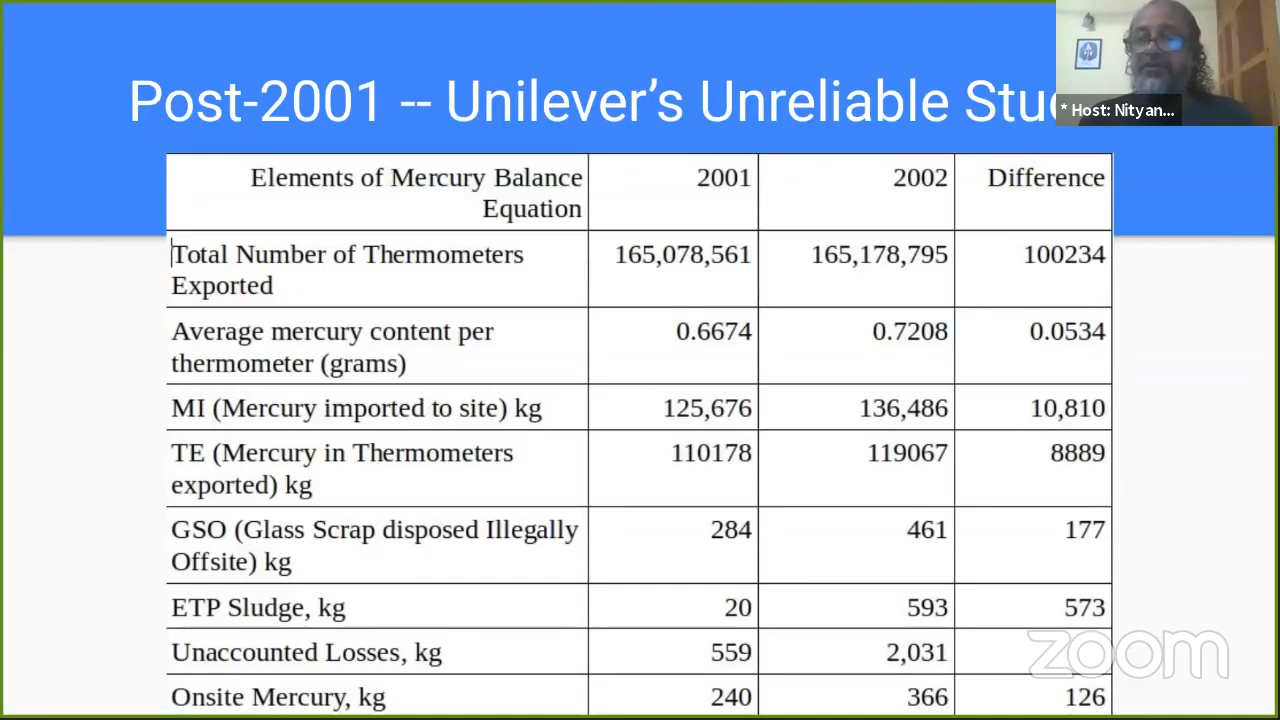 Post-2001 -- Unilever's Unreliable
* Host: Nityan...
Elements of Mercury Balance Equation 2001 2002 Difference
Total Number of Thermometers Exported 165,078,561 165,178,795 100234
Average mercury content per thermometer (grams) 0.6674 0.7208 0.0534
MI (Mercury imported to site) kg 125,676 136,486 10,810
TE (Mercury in Thermometers exported) kg 110178 119067 8889
GSO (Glass Scrap disposed Illegally Offsite) kg 284 461 177
ETP Sludge, kg 20 593 573
Unaccounted Losses, kg 559 2,031
Onsite Mercury, kg 240 366 126
zoom